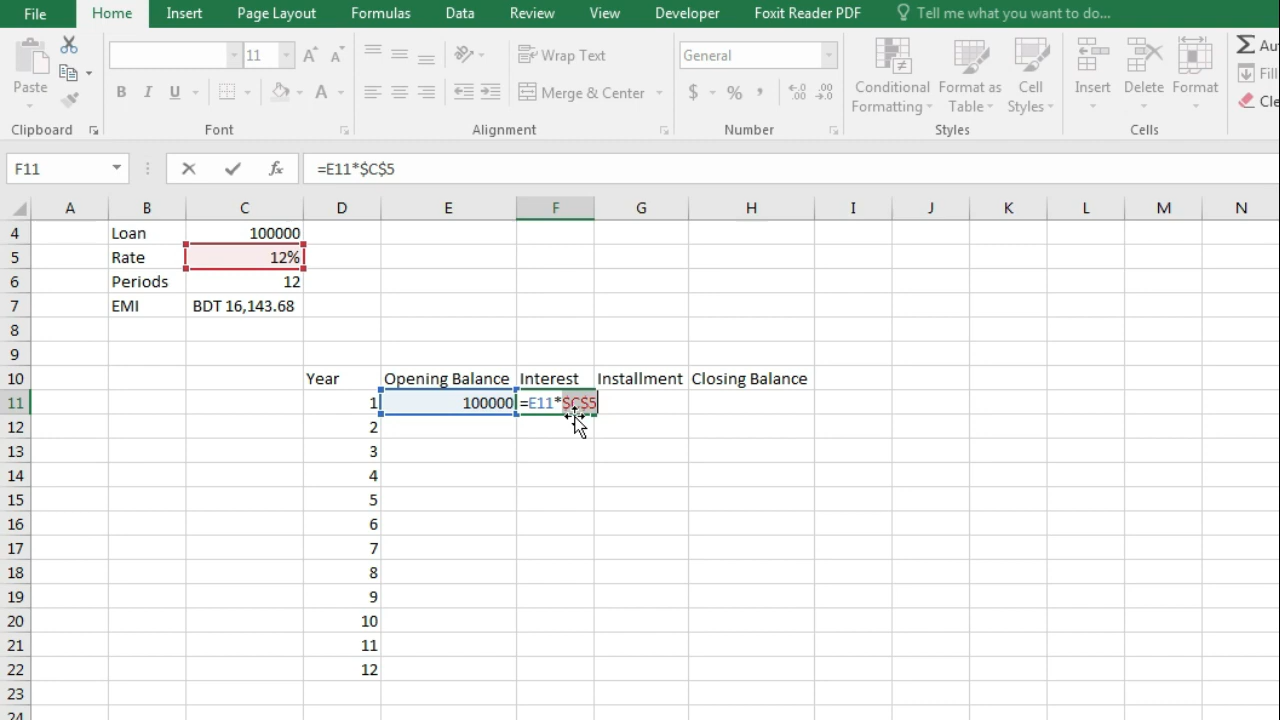 File Home Insert Page Layout Formulas Data Review View Developer Foxit Reader PDF Tell me what you want to do...
11 A A Wrap Text General Σ Au
Paste B I U A Merge & Center $ % , .00 Conditional Formatting Format as Table Cell Styles Insert Delete Format Fill
Cle
Clipboard Font Alignment Number Styles Cells
F11 fx =E11*$C$5
A B C D E F G H I J K L M N
4 Loan 100000
5 Rate 12%
6 Periods 12
7 EMI BDT 16,143.68
8
9
10 Year Opening Balance Interest Installment Closing Balance
11 1 100000 =E11*$C$5
12 2
13 3
14 4
15 5
16 6
17 7
18 8
19 9
20 10
21 11
22 12
23
24